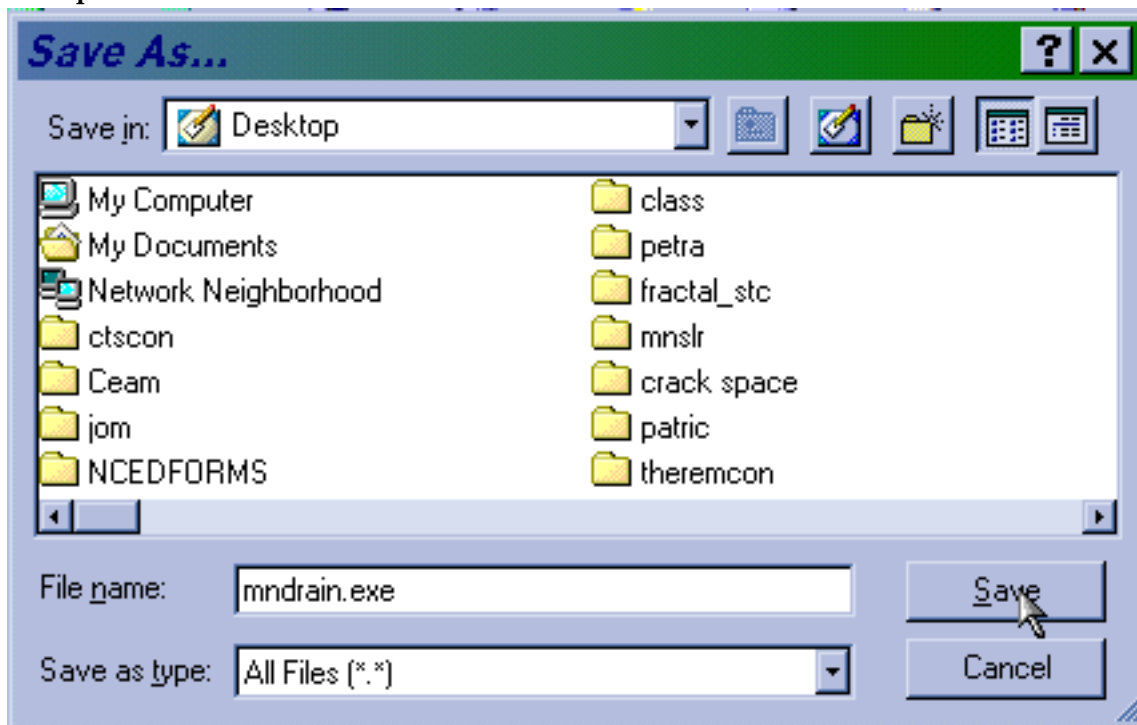 Save As...
Save in: Desktop
My Computer
class
My Documents
petra
Network Neighborhood
fractal_stc
ctscon
mnslr
Ceam
crack space
jom
patric
NCEDFORMS
theremcon
File name: mndrain.exe
Save
Save as type: All Files (*.*)
Cancel